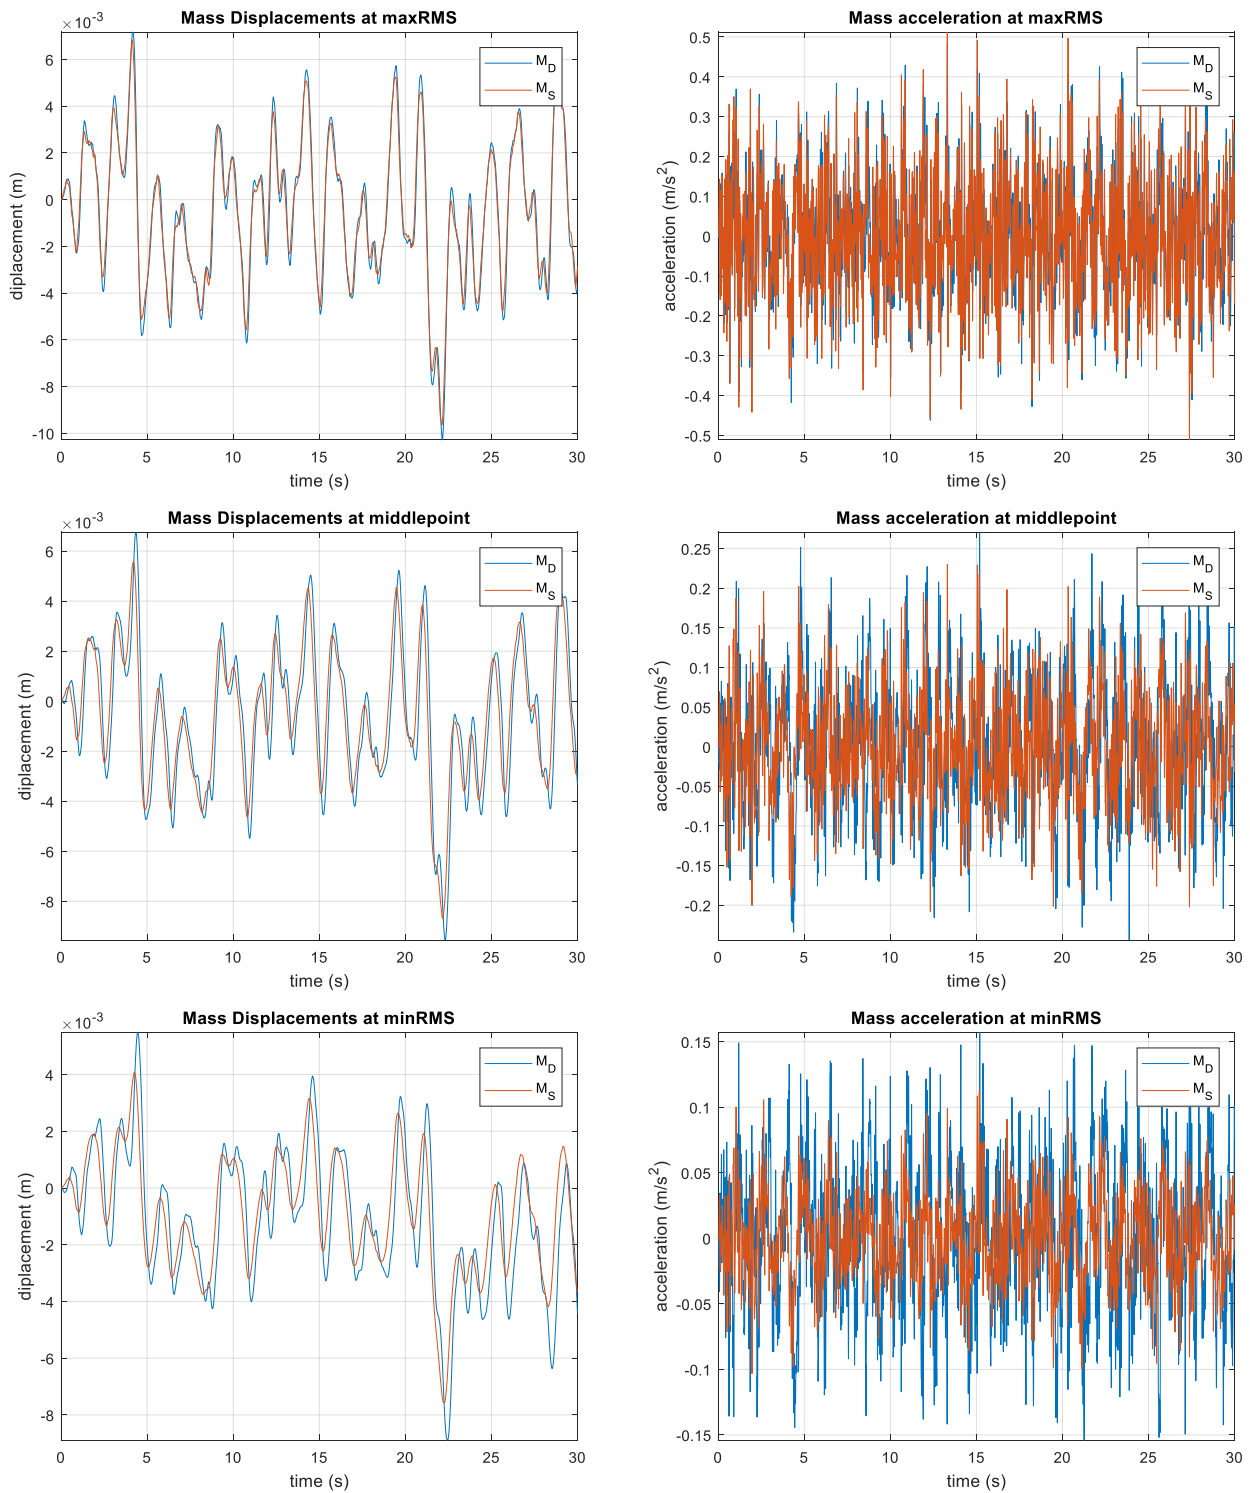 Mass Displacements at maxRMS
×10⁻³
6
4
2
0
-2
-4
-6
-8
-10
diplacement (m)
M_D
M_S
0 5 10 15 20 25 30
time (s)
Mass acceleration at maxRMS
0.5
0.4
0.3
0.2
0.1
0
-0.1
-0.2
-0.3
-0.4
-0.5
acceleration (m/s²)
M_D
M_S
0 5 10 15 20 25 30
time (s)
Mass Displacements at middlepoint
×10⁻³
6
4
2
0
-2
-4
-6
-8
diplacement (m)
M_D
M_S
0 5 10 15 20 25 30
time (s)
Mass acceleration at middlepoint
0.25
0.2
0.15
0.1
0.05
0
-0.05
-0.1
-0.15
-0.2
acceleration (m/s²)
M_D
M_S
0 5 10 15 20 25 30
time (s)
Mass Displacements at minRMS
×10⁻³
4
2
0
-2
-4
-6
-8
diplacement (m)
M_D
M_S
0 5 10 15 20 25 30
time (s)
Mass acceleration at minRMS
0.15
0.1
0.05
0
-0.05
-0.1
-0.15
acceleration (m/s²)
M_D
M_S
0 5 10 15 20 25 30
time (s)